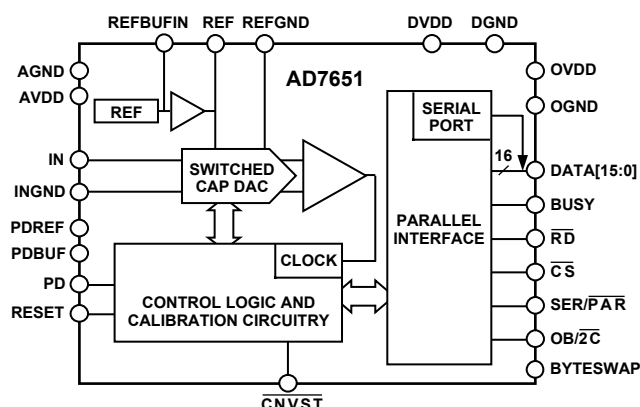 REFBUFIN REF REFGND DVDD DGND
AGND
AVDD
AD7651
OVDD
OGND
REF
SERIAL
PORT
16
DATA[15:0]
IN
INGND
SWITCHED
CAP DAC
PARALLEL
INTERFACE
BUSY
RD
CS
SER/PAR
OB/2C
BYTESWAP
PDREF
PDBUF
PD
RESET
CLOCK
CONTROL LOGIC AND
CALIBRATION CIRCUITRY
CNVST